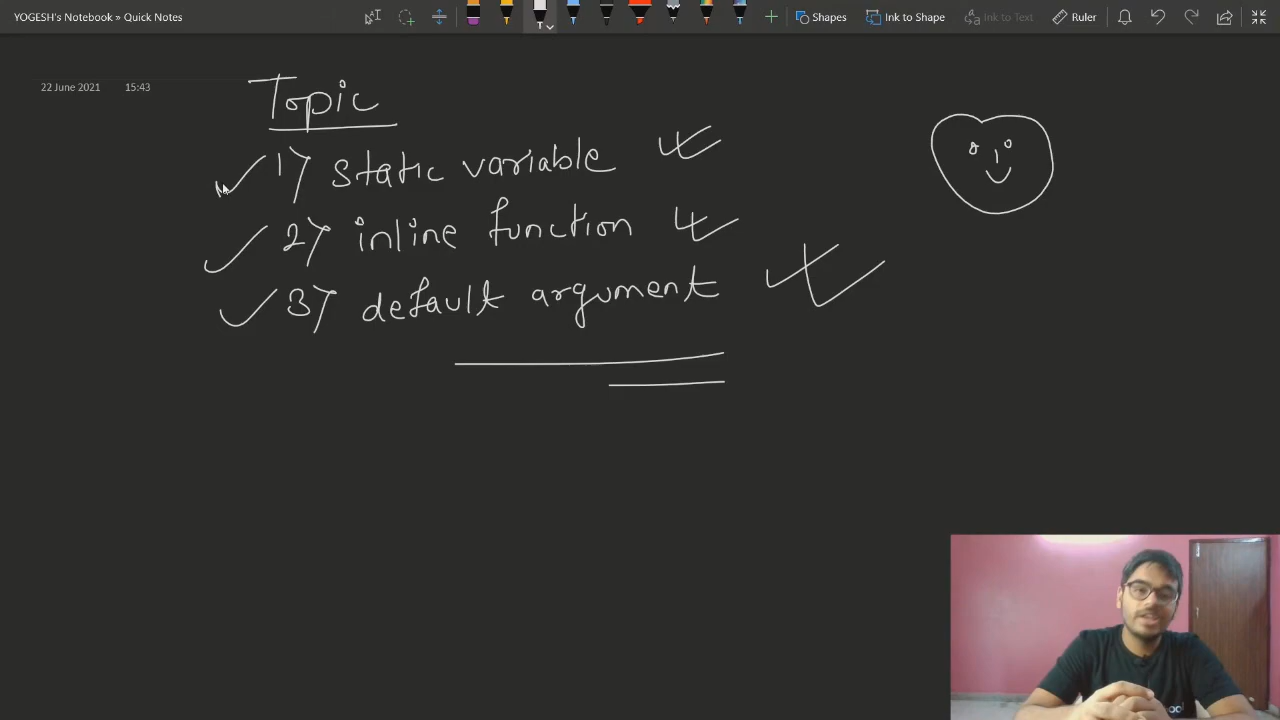 YOGESH's Notebook » Quick Notes
Shapes
Ink to Shape
Ink to Text
Ruler
22 June 2021 15:43
Topic
1) static variable
2) inline function
3) default argument